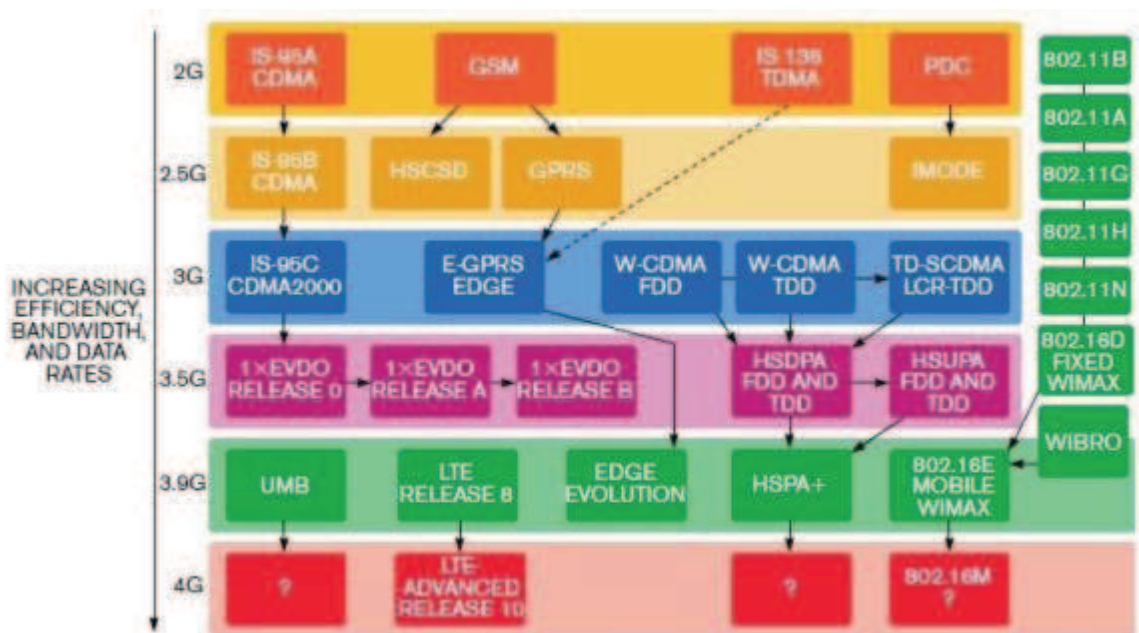 2G
IS-95A
CDMA
GSM
IS-136
TDMA
PDC
802.11B
802.11A
2.5G
IS-95B
CDMA
HSCSD
GPRS
IMODE
802.11G
802.11H
3G
IS-95C
CDMA2000
E-GPRS
EDGE
W-CDMA
FDD
W-CDMA
TDD
TD-SCDMA
LCR-TDD
802.11N
INCREASING
EFFICIENCY,
BANDWIDTH,
AND DATA
RATES
3.5G
1×EVDO
RELEASE 0
1×EVDO
RELEASE A
1×EVDO
RELEASE B
HSDPA
FDD AND
TDD
HSUPA
FDD AND
TDD
802.16D
FIXED
WIMAX
WIBRO
3.9G
UMB
LTE
RELEASE 8
EDGE
EVOLUTION
HSPA+
802.16E
MOBILE
WIMAX
4G
?
LTE-
ADVANCED
RELEASE 10
?
802.16M
?